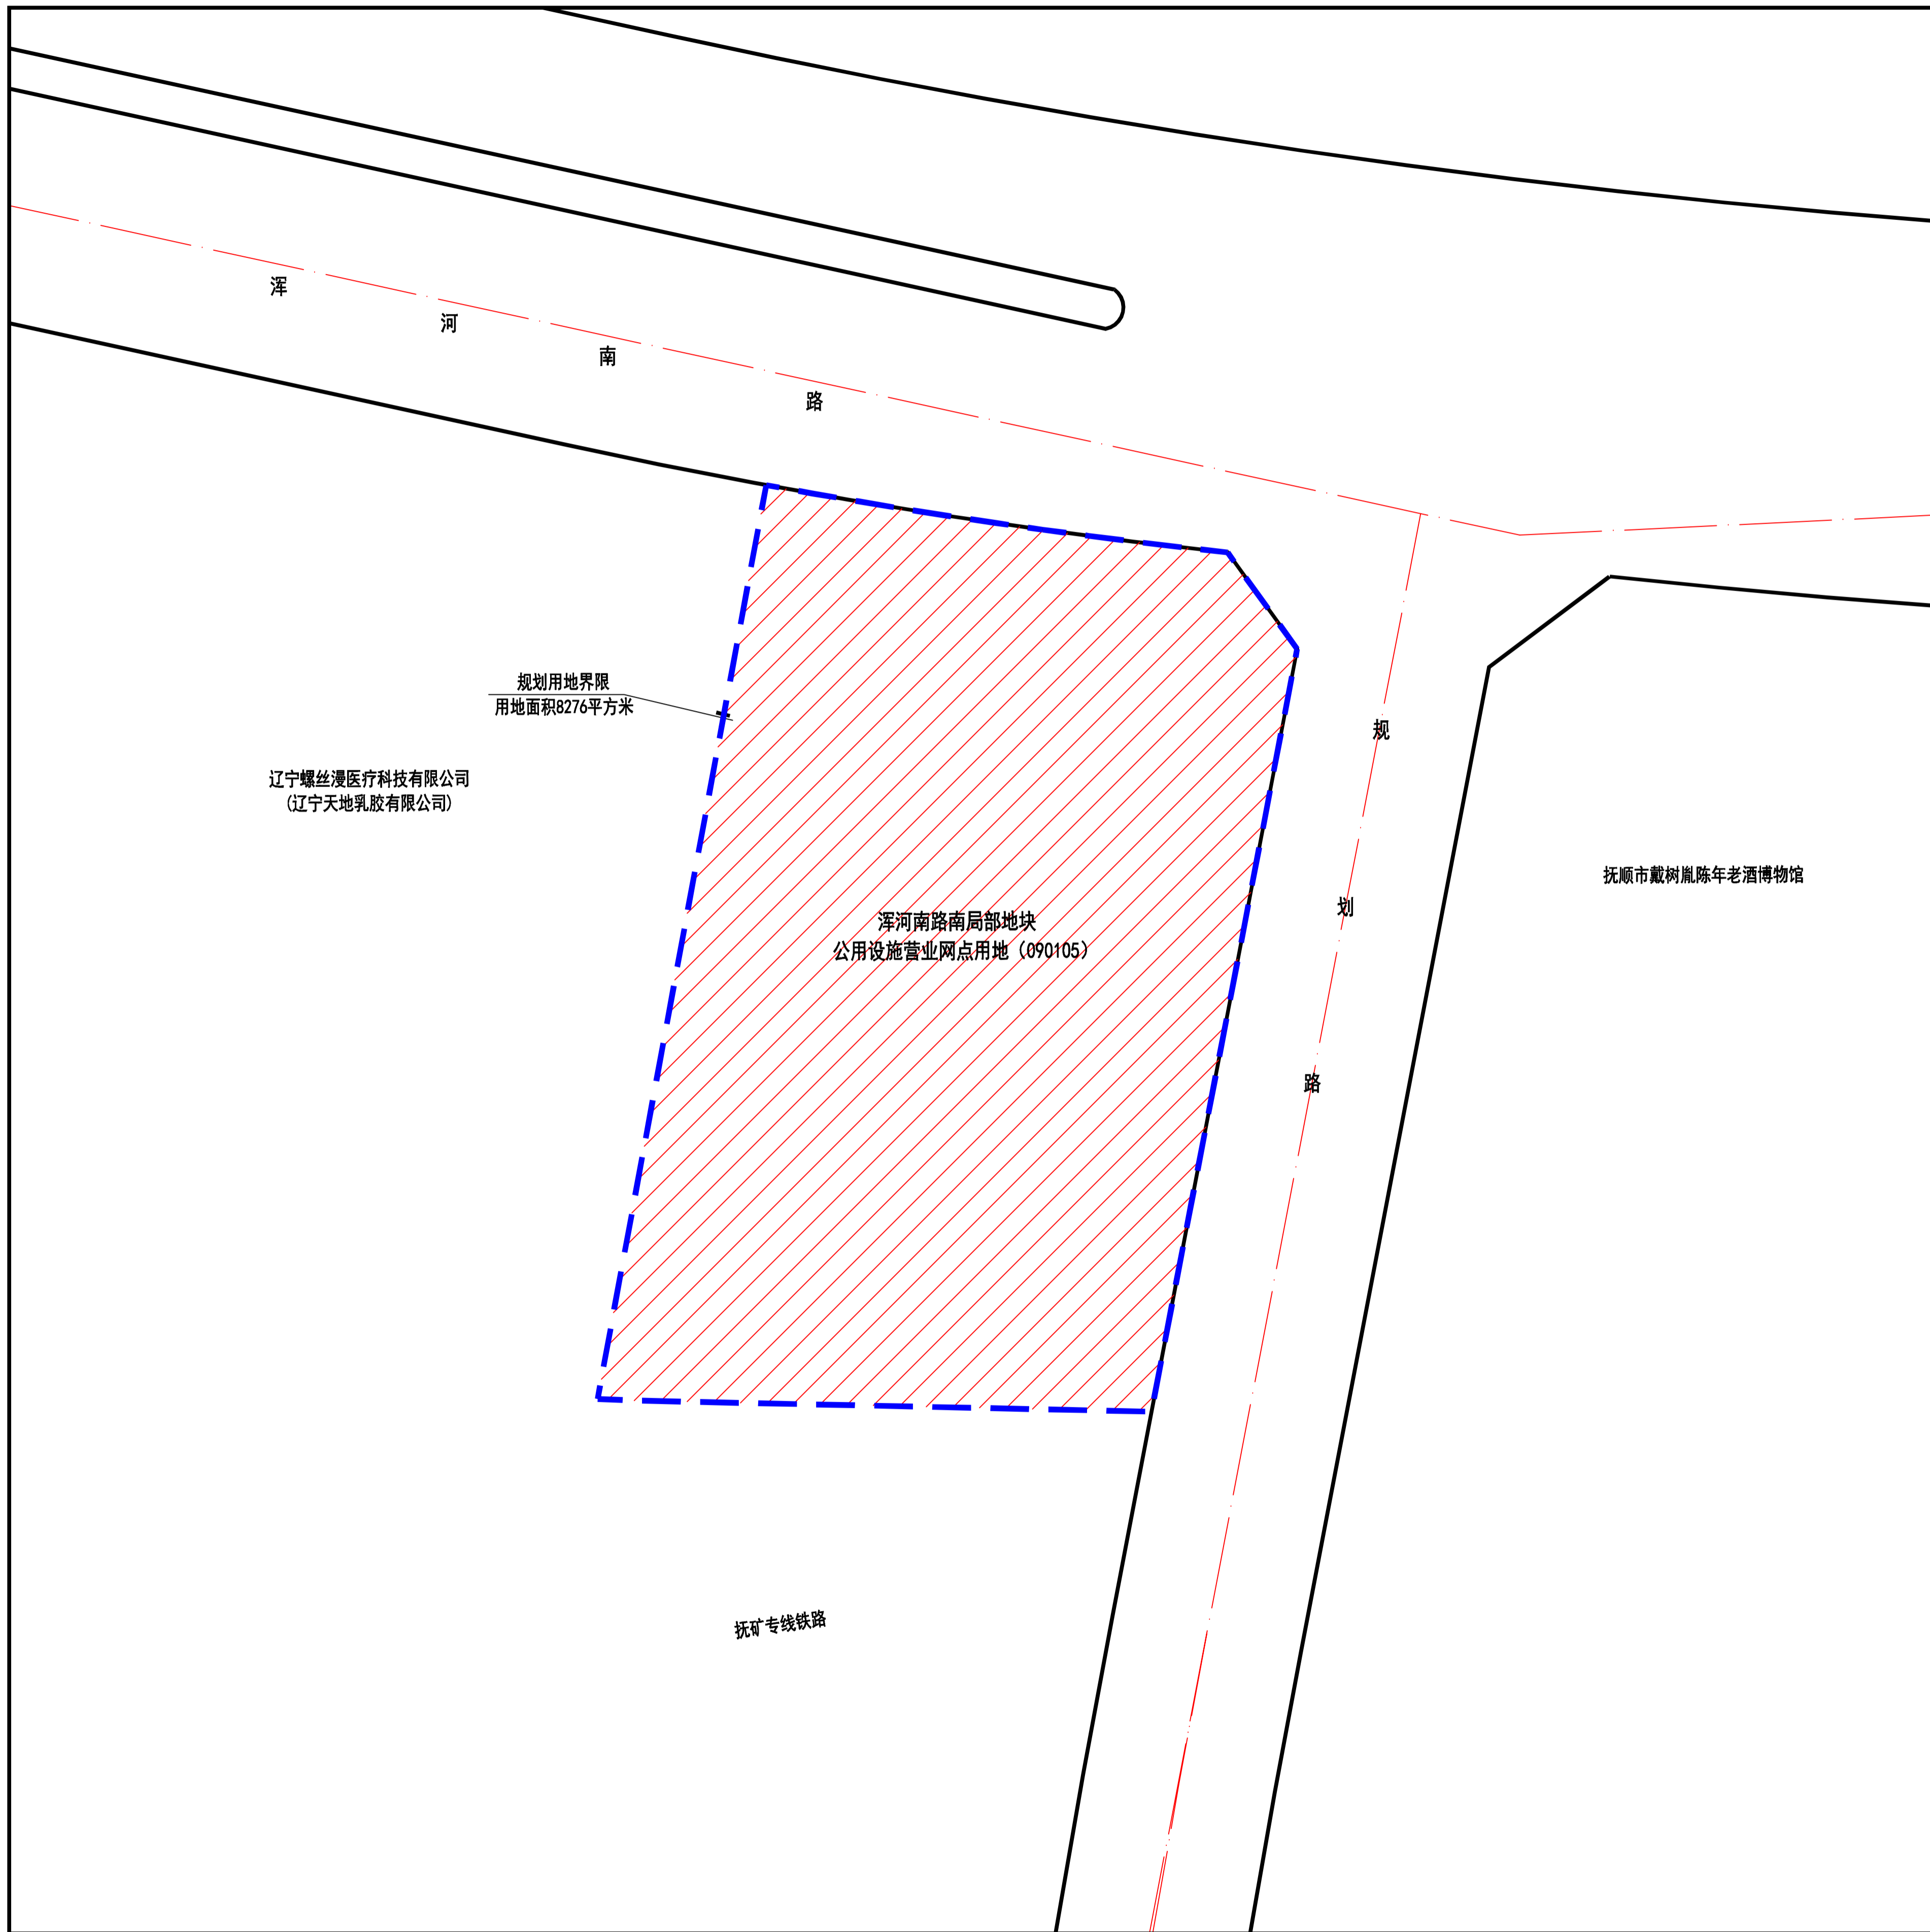 浑河南路
规划用地界限
用地面积8276平方米
规划路
辽宁螺丝漫医疗科技有限公司
(辽宁天地乳胶有限公司)
抚顺市戴树胤陈年老酒博物馆
浑河南路南局部地块
公用设施营业网点用地（090105）
抚矿专线铁路